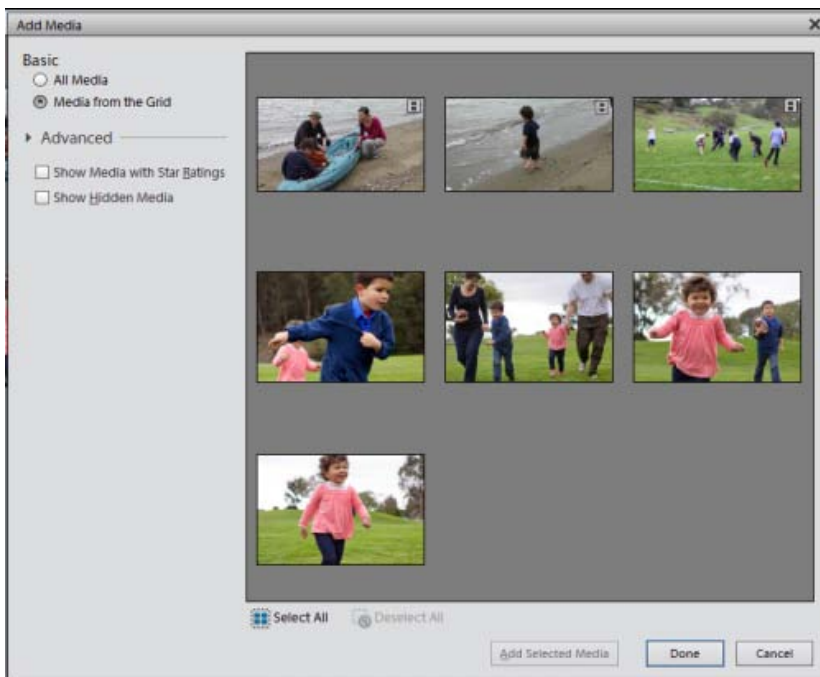 Add Media
Basic
All Media
Media from the Grid
Advanced
Show Media with Star Ratings
Show Hidden Media
Select All
Deselect All
Add Selected Media
Done
Cancel